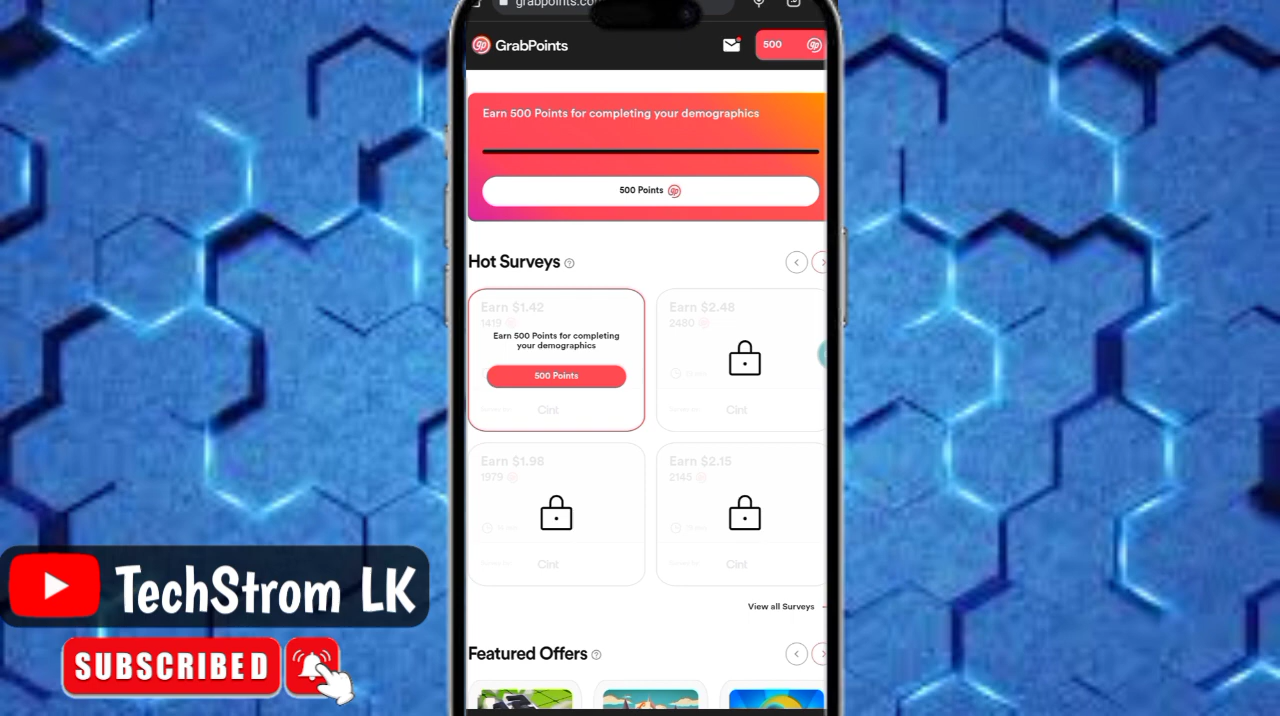 grabpoints.co
GrabPoints
500
Earn 500 Points for completing your demographics
500 Points
Hot Surveys
Earn $1.42
1419
Earn 500 Points for completing
your demographics
500 Points
Cint
Earn $2.48
2480
Cint
Earn $1.98
1979
Cint
Earn $2.15
2145
Cint
View all Surveys
Featured Offers
TechStrom LK
SUBSCRIBED